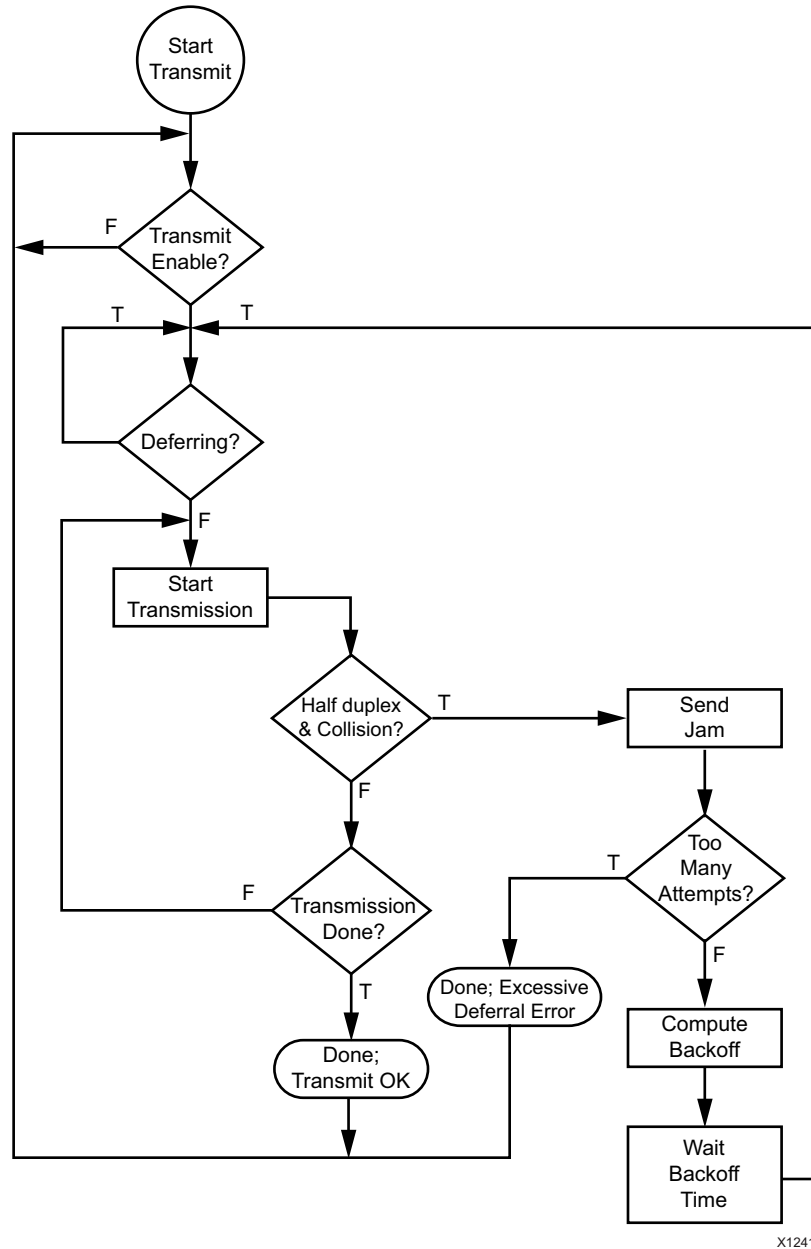 Start
Transmit
F
Transmit
Enable?
T
T
Deferring?
F
Start
Transmission
Half duplex
& Collision?
T
Send
Jam
F
Too
Many
Attempts?
T
F
Transmission
Done?
F
T
Done; Excessive
Deferral Error
Compute
Backoff
Done;
Transmit OK
Wait
Backoff
Time